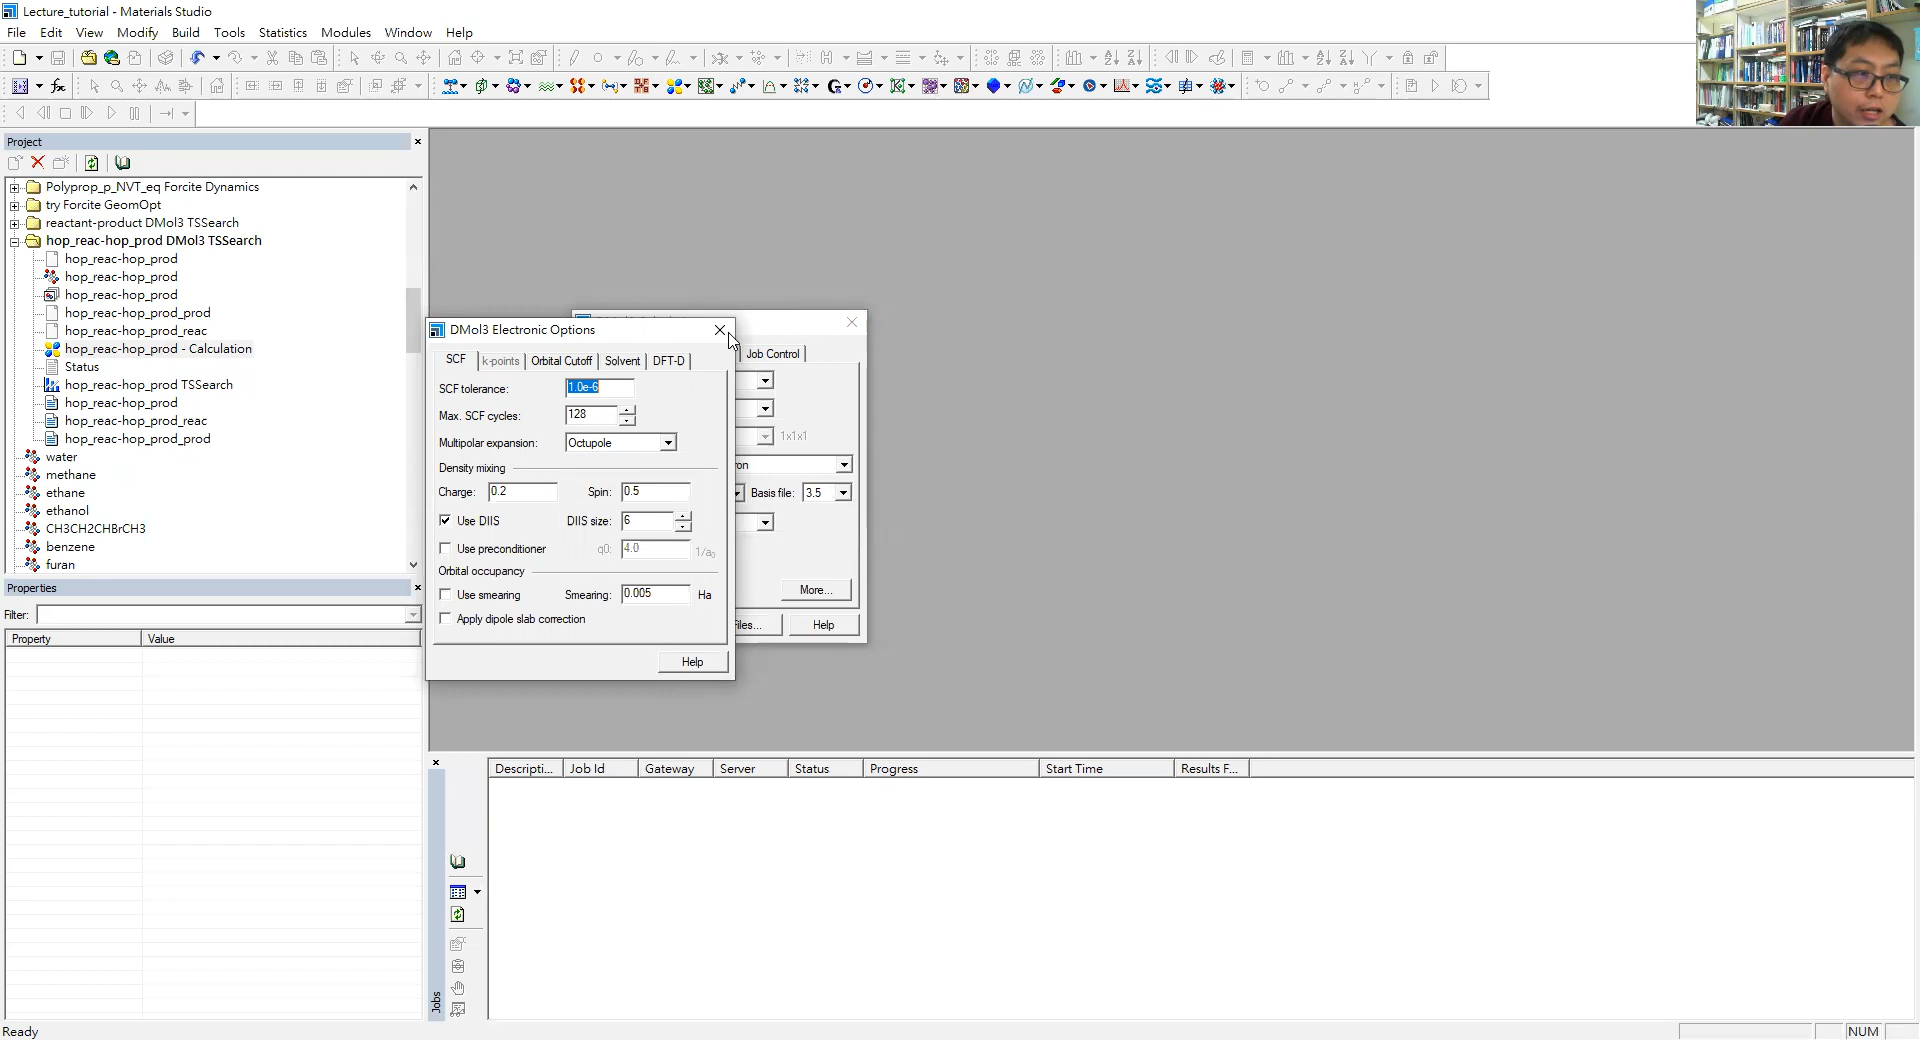 Lecture_tutorial - Materials Studio
File Edit View Modify Build Tools Statistics Modules Window Help
Project
Polyprop_p_NVT_eq Forcite Dynamics
try Forcite GeomOpt
reactant-product DMol3 TSSearch
hop_reac-hop_prod DMol3 TSSearch
hop_reac-hop_prod
hop_reac-hop_prod
hop_reac-hop_prod
hop_reac-hop_prod_prod
hop_reac-hop_prod_reac
hop_reac-hop_prod - Calculation
Status
hop_reac-hop_prod TSSearch
hop_reac-hop_prod
hop_reac-hop_prod_reac
hop_reac-hop_prod_prod
water
methane
ethane
ethanol
CH3CH2CHBrCH3
benzene
furan
Properties
Filter:
Property Value
DMol3 Electronic Options
SCF k-points Orbital Cutoff Solvent DFT-D
SCF tolerance: 1.0e-6
Max. SCF cycles: 128
Multipolar expansion: Octupole
Density mixing
Charge: 0.2 Spin: 0.5
Use DIIS DIIS size: 6
Use preconditioner q0: 4.0 1/a₀
Orbital occupancy
Use smearing Smearing: 0.005 Ha
Apply dipole slab correction
Help
Job Control
1x1x1
ron
Basis file: 3.5
More...
Files... Help
Descripti... Job Id Gateway Server Status Progress Start Time Results F...
Jobs
Ready NUM